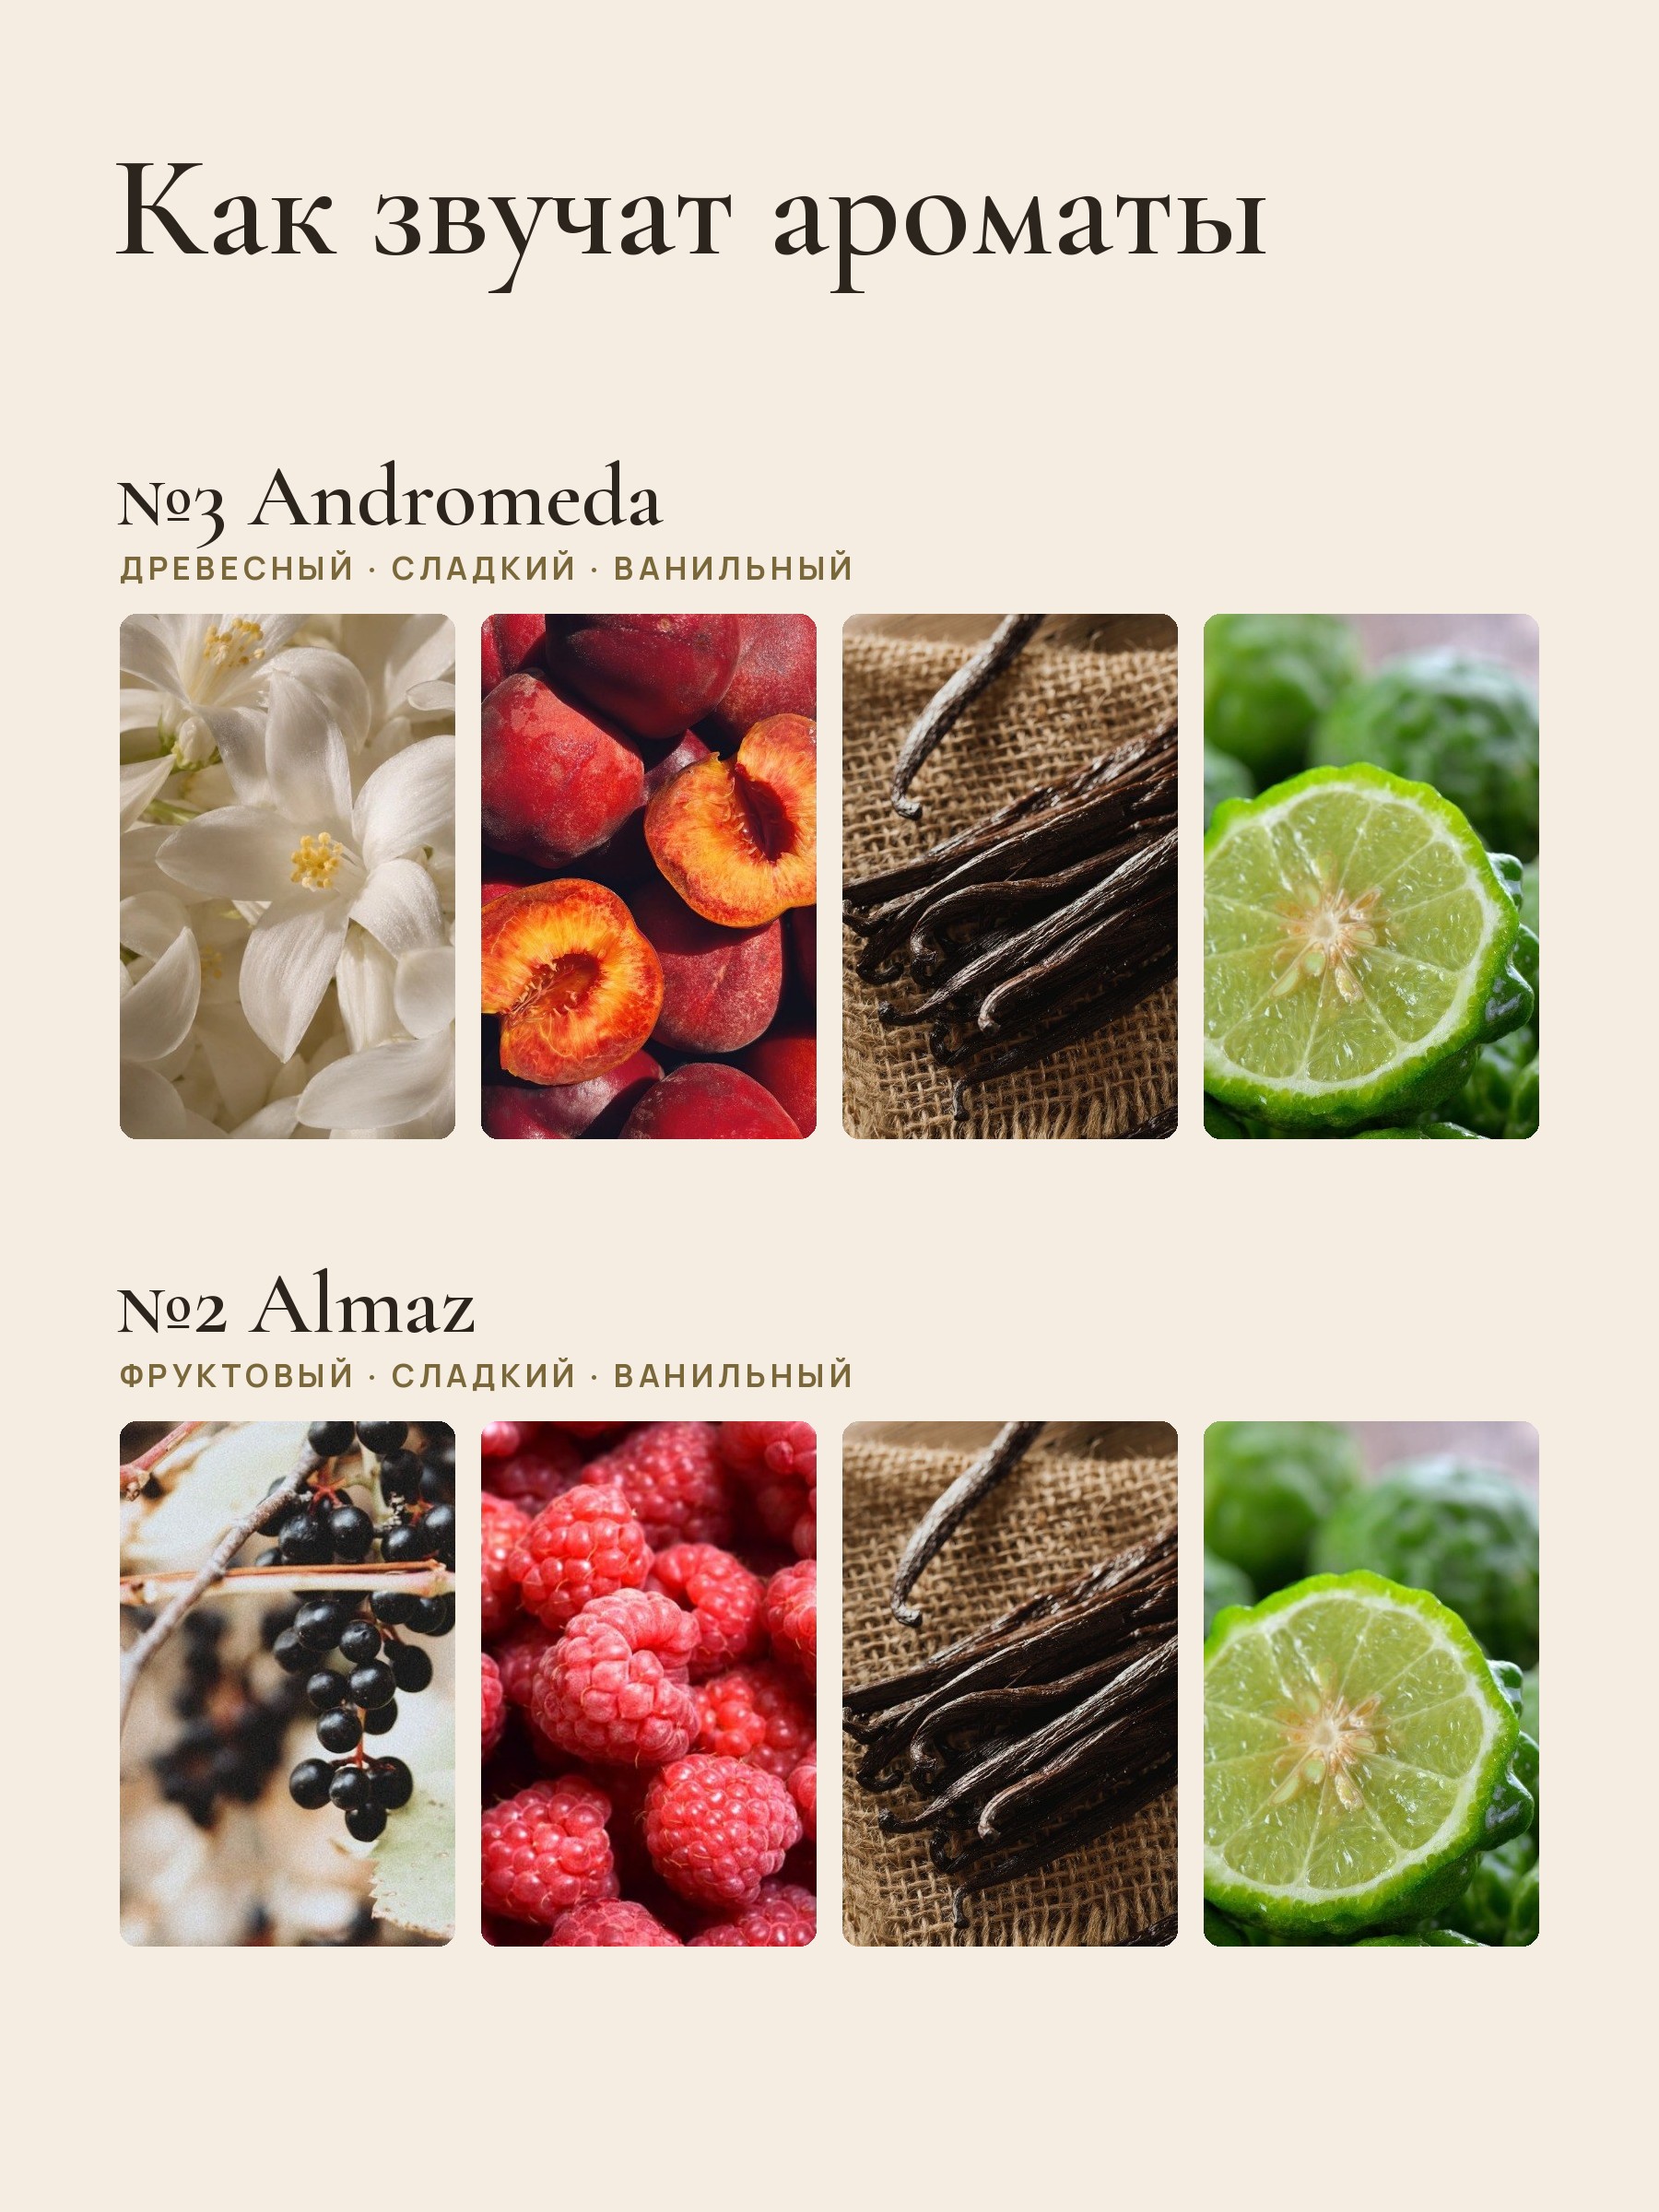 Как звучат ароматы
№3 Andromeda
ДРЕВЕСНЫЙ · СЛАДКИЙ · ВАНИЛЬНЫЙ
№2 Almaz
ФРУКТОВЫЙ · СЛАДКИЙ · ВАНИЛЬНЫЙ